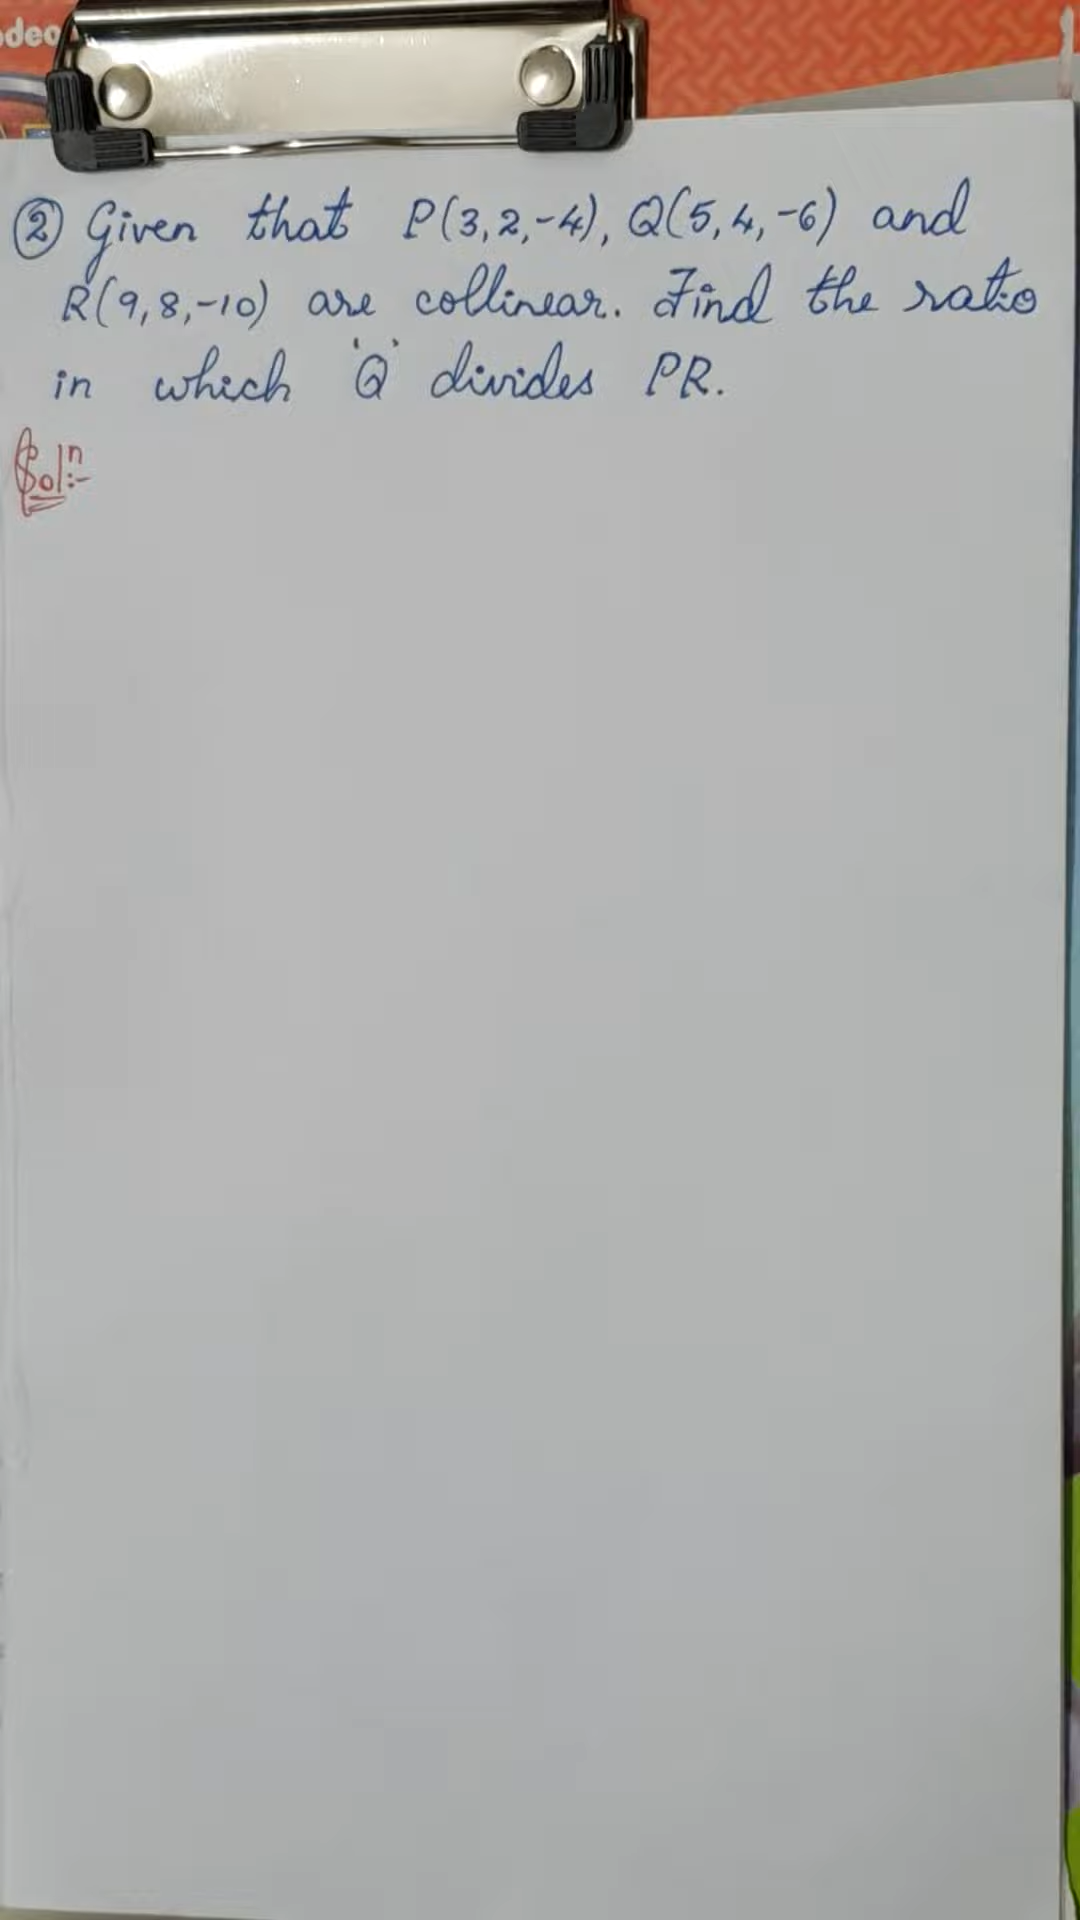 deo
② Given that P(3,2,-4), Q(5,4,-6) and
R(9,8,-10) are collinear. Find the ratio
in which 'Q' divides PR.
Solⁿ:-